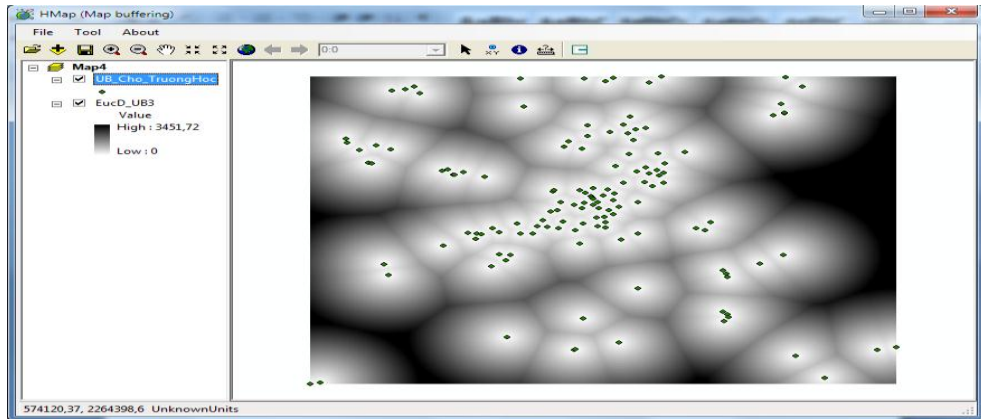 HMap (Map buffering)
File Tool About
XY
0:0
Map4
UB_Cho_TruongHoc
EucD_UB3
Value
High : 3451,72
Low : 0
574120,37, 2264398,6 UnknownUnits